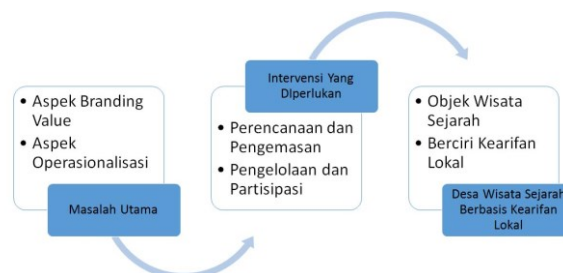 • Aspek Branding
Value
• Aspek
Operasionalisasi
Masalah Utama
Intervensi Yang
DIperlukan
• Perencanaan dan
Pengemasan
• Pengelolaan dan
Partisipasi
• Objek Wisata
Sejarah
• Berciri Kearifan
Lokal
Desa Wisata Sejarah
Berbasis Kearifan
Lokal